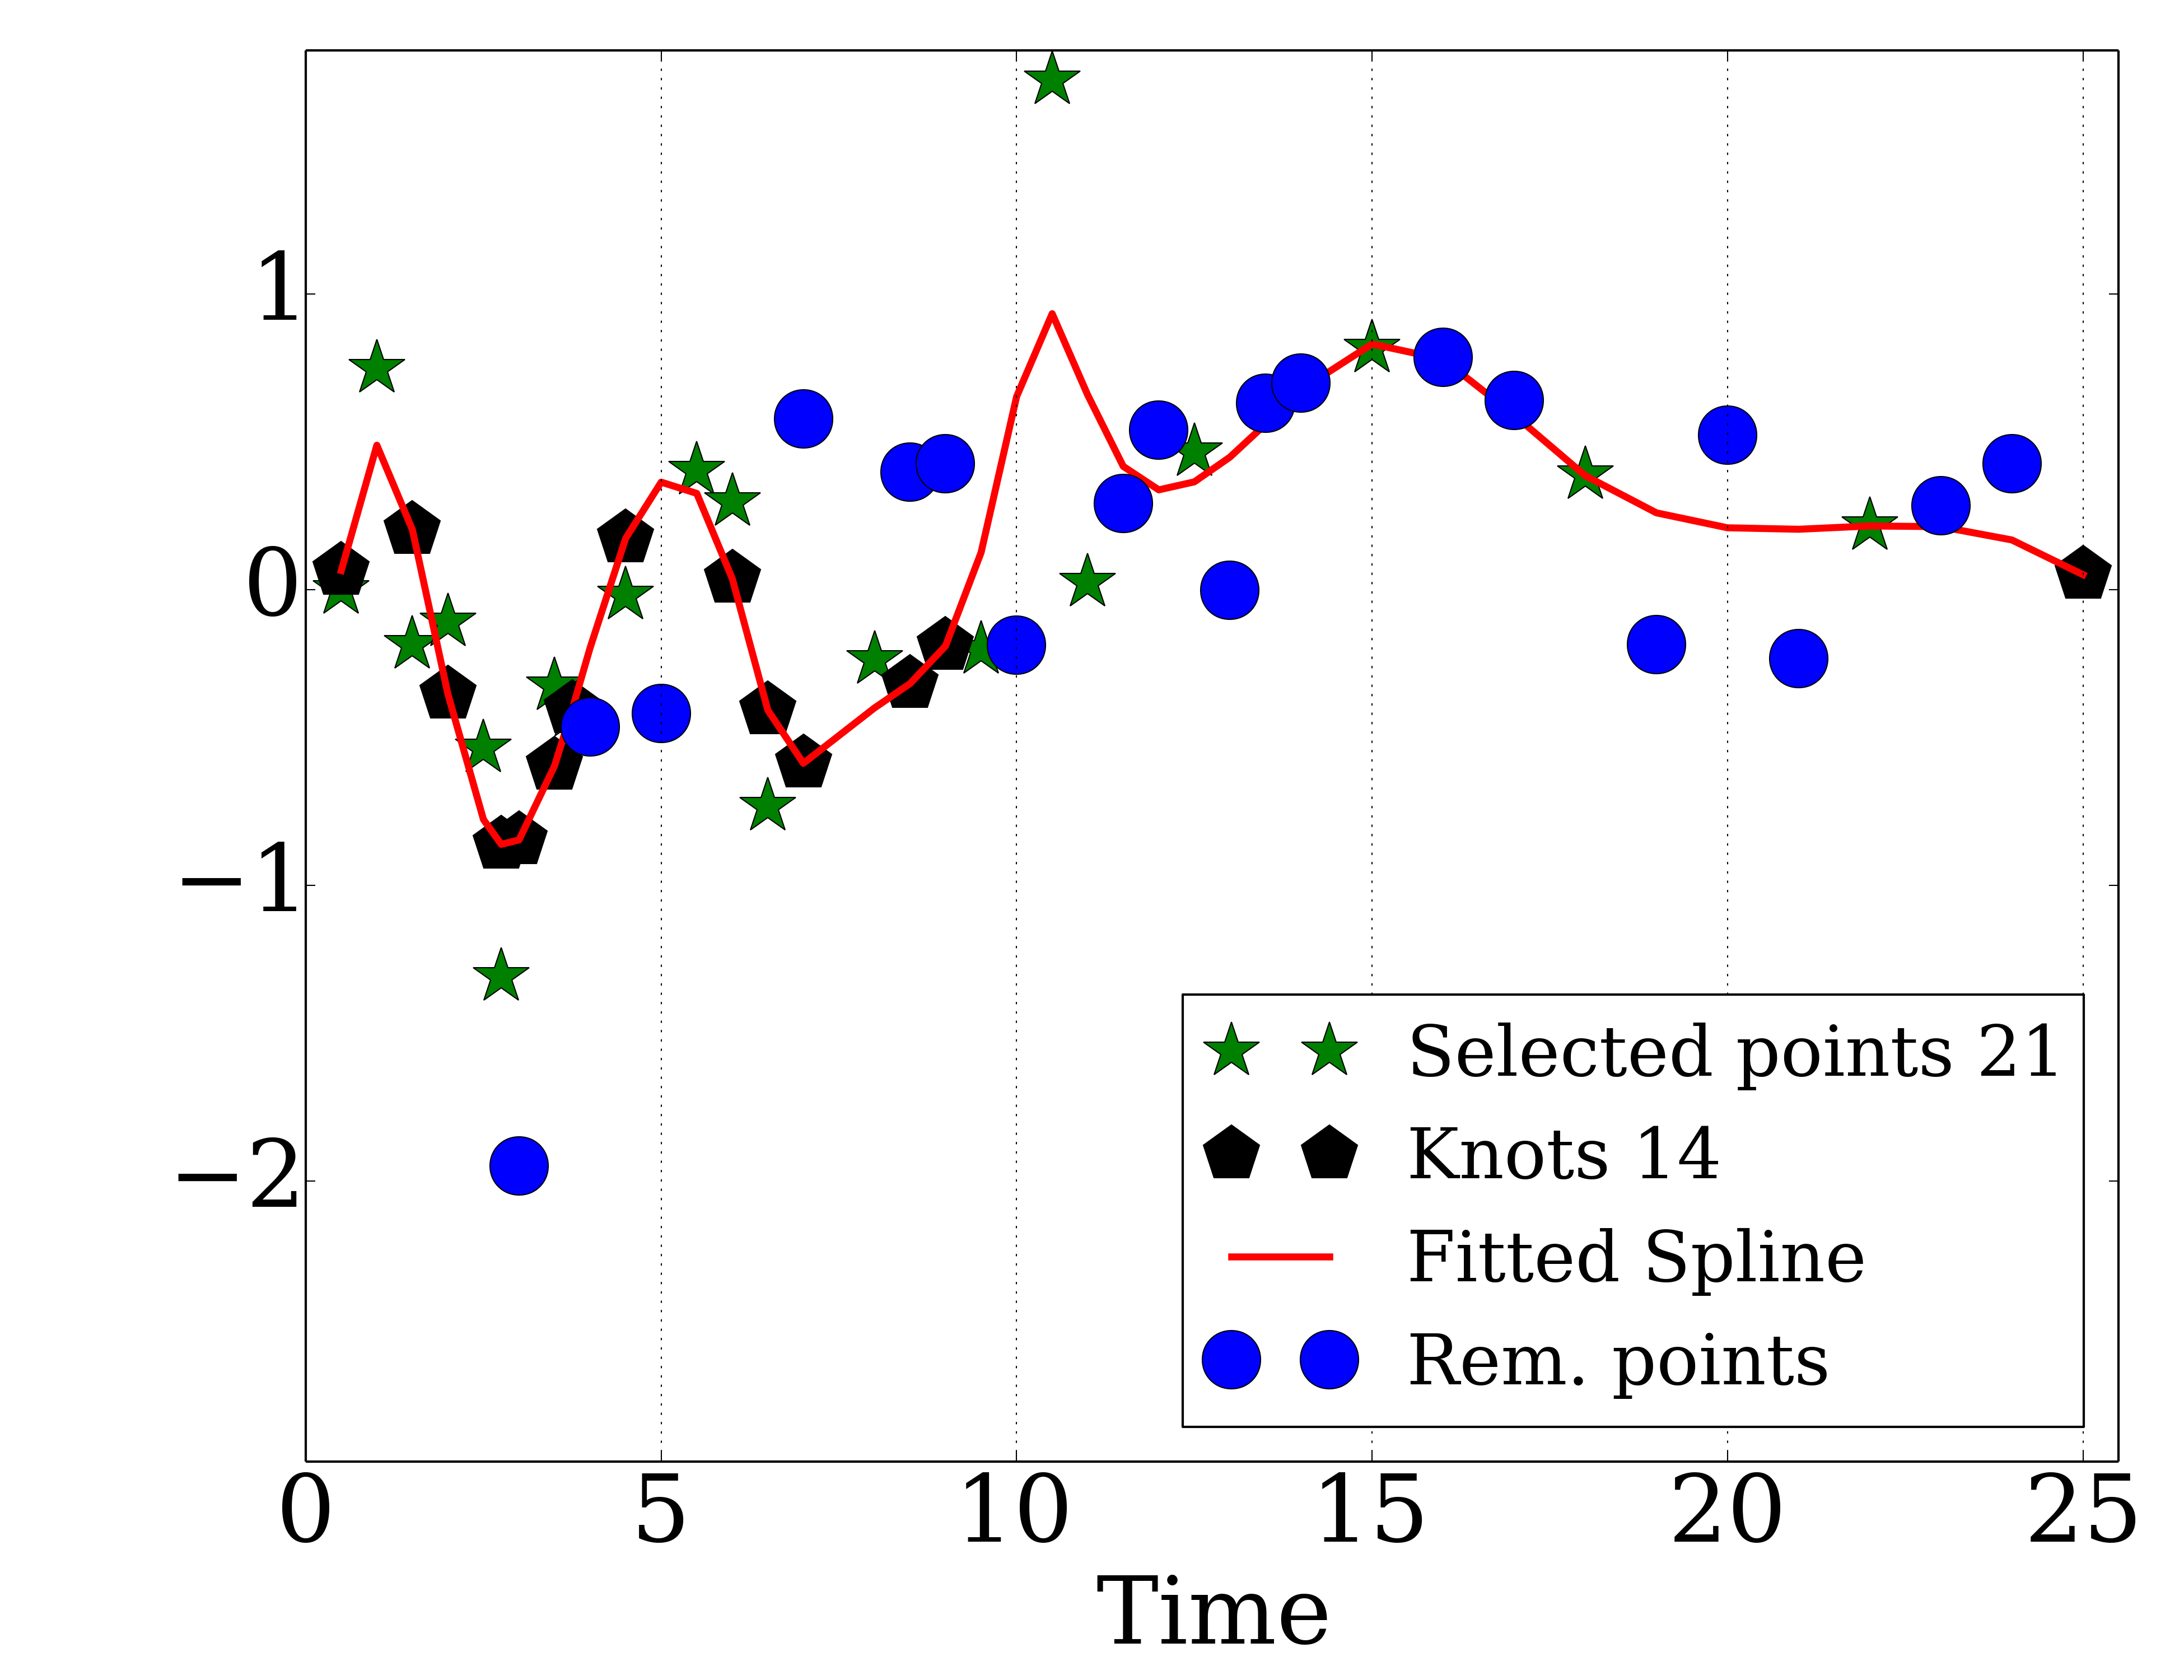 1
0
−1
−2
0 5 10 15 20 25
Time
Selected points 21
Knots 14
Fitted Spline
Rem. points